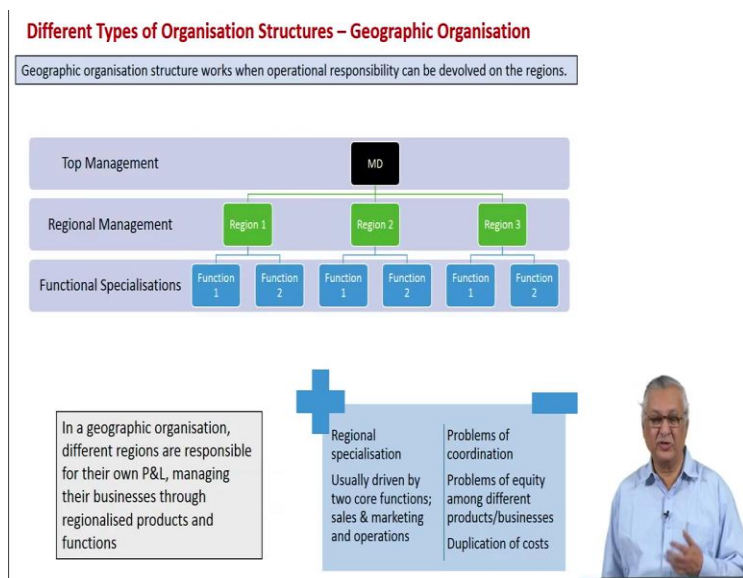 Different Types of Organisation Structures – Geographic Organisation
Geographic organisation structure works when operational responsibility can be devolved on the regions.
Top Management
MD
Regional Management
Region 1
Region 2
Region 3
Functional Specialisations
Function
1
Function
2
Function
1
Function
2
Function
1
Function
2
In a geographic organisation,
different regions are responsible
for their own P&L, managing
their businesses through
regionalised products and
functions
Regional
specialisation
Usually driven by
two core functions;
sales & marketing
and operations
Problems of
coordination
Problems of equity
among different
products/businesses
Duplication of costs